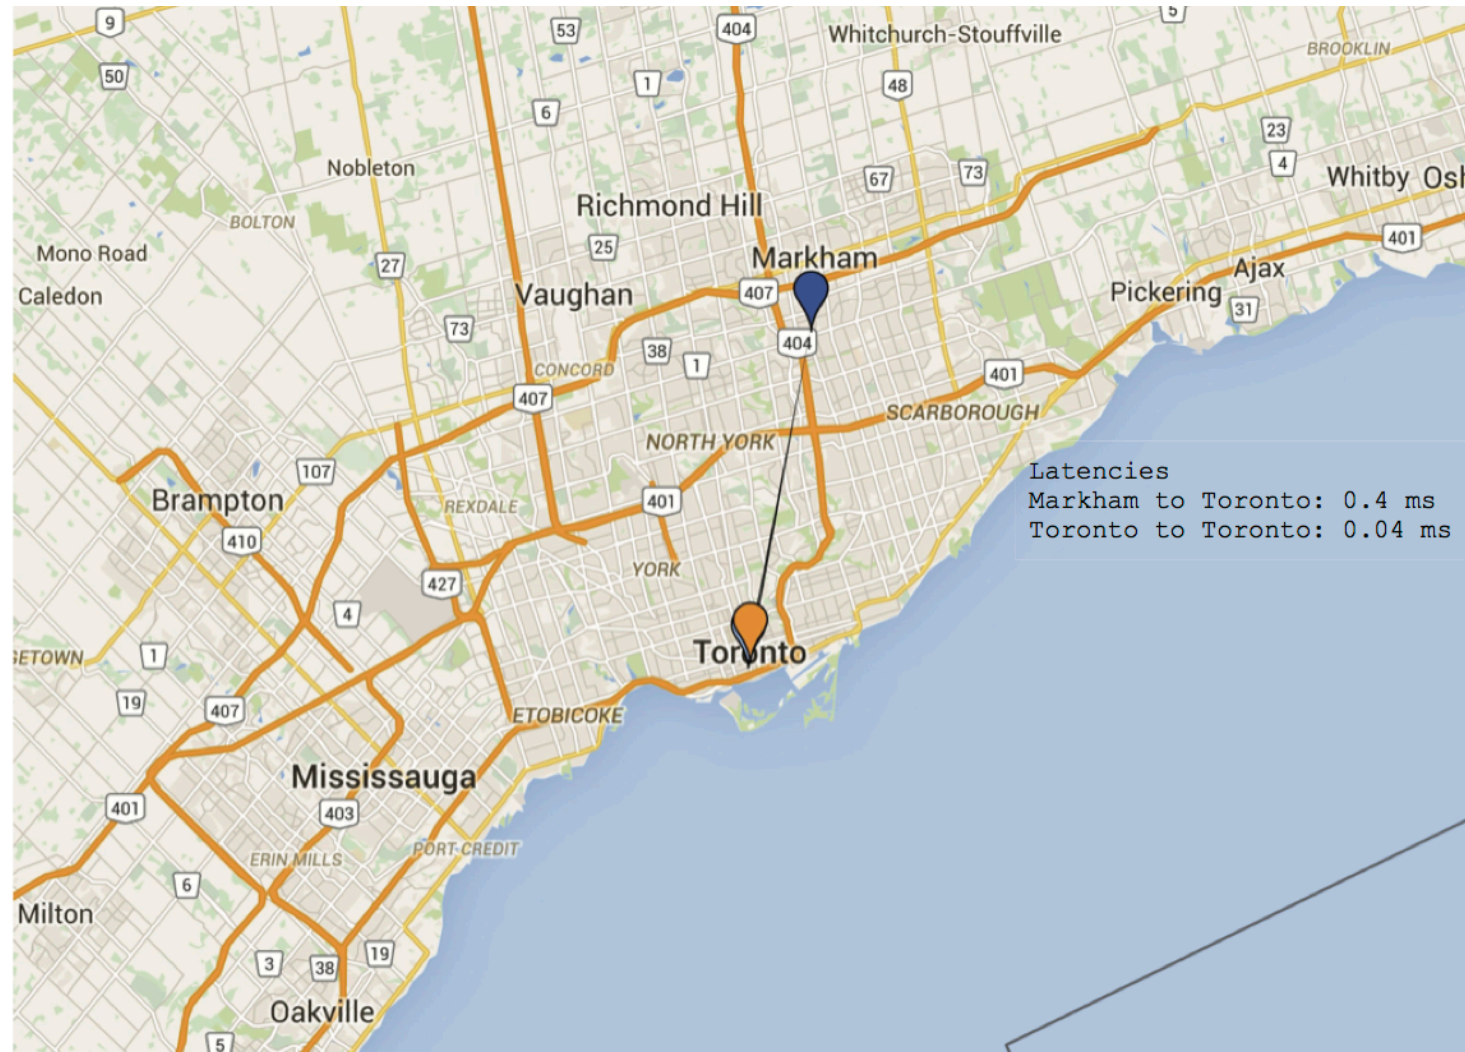 9
53
404
Whitchurch-Stouffville
5
BROOKLIN
50
1
48
6
23
Nobleton
67
73
4
Whitby Osh
Richmond Hill
BOLTON
25
401
Mono Road
27
Markham
Ajax
Caledon
Vaughan
407
Pickering
31
73
404
38
1
CONCORD
401
407
SCARBOROUGH
NORTH YORK
107
Latencies
Markham to Toronto: 0.4 ms
Toronto to Toronto: 0.04 ms
Brampton
REXDALE
401
410
YORK
427
4
Toronto
GETOWN
1
19
407
ETOBICOKE
Mississauga
401
403
ERIN MILLS
PORT CREDIT
6
Milton
3
38
19
Oakville
5